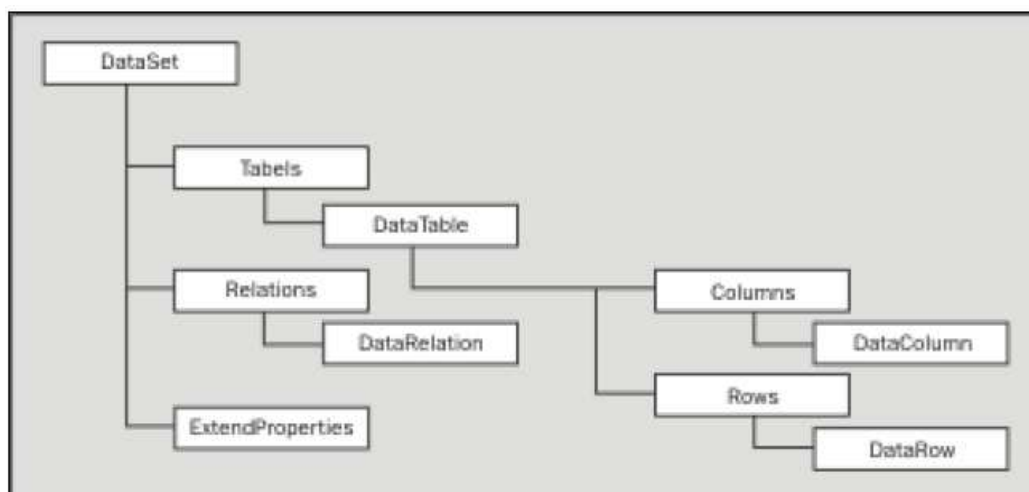 DataSet
Tabels
DataTable
Relations
Columns
DataRelation
DataColumn
Rows
ExtendProperties
DataRow